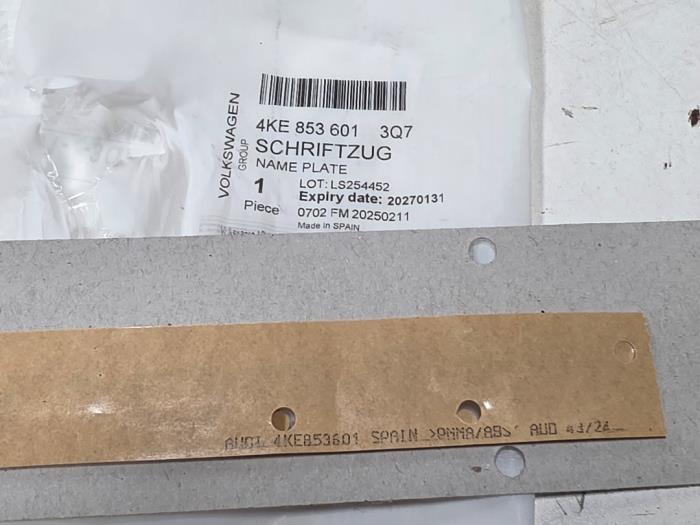 VOLKSWAGEN
GROUP
4KE 853 601 3Q7
SCHRIFTZUG
NAME PLATE
1
Piece
LOT: LS254452
Expiry date: 20270131
0702 FM 20250211
Made in SPAIN
AUDI 4KE853601 SPAIN >PMMA/AB> AUD 43/24